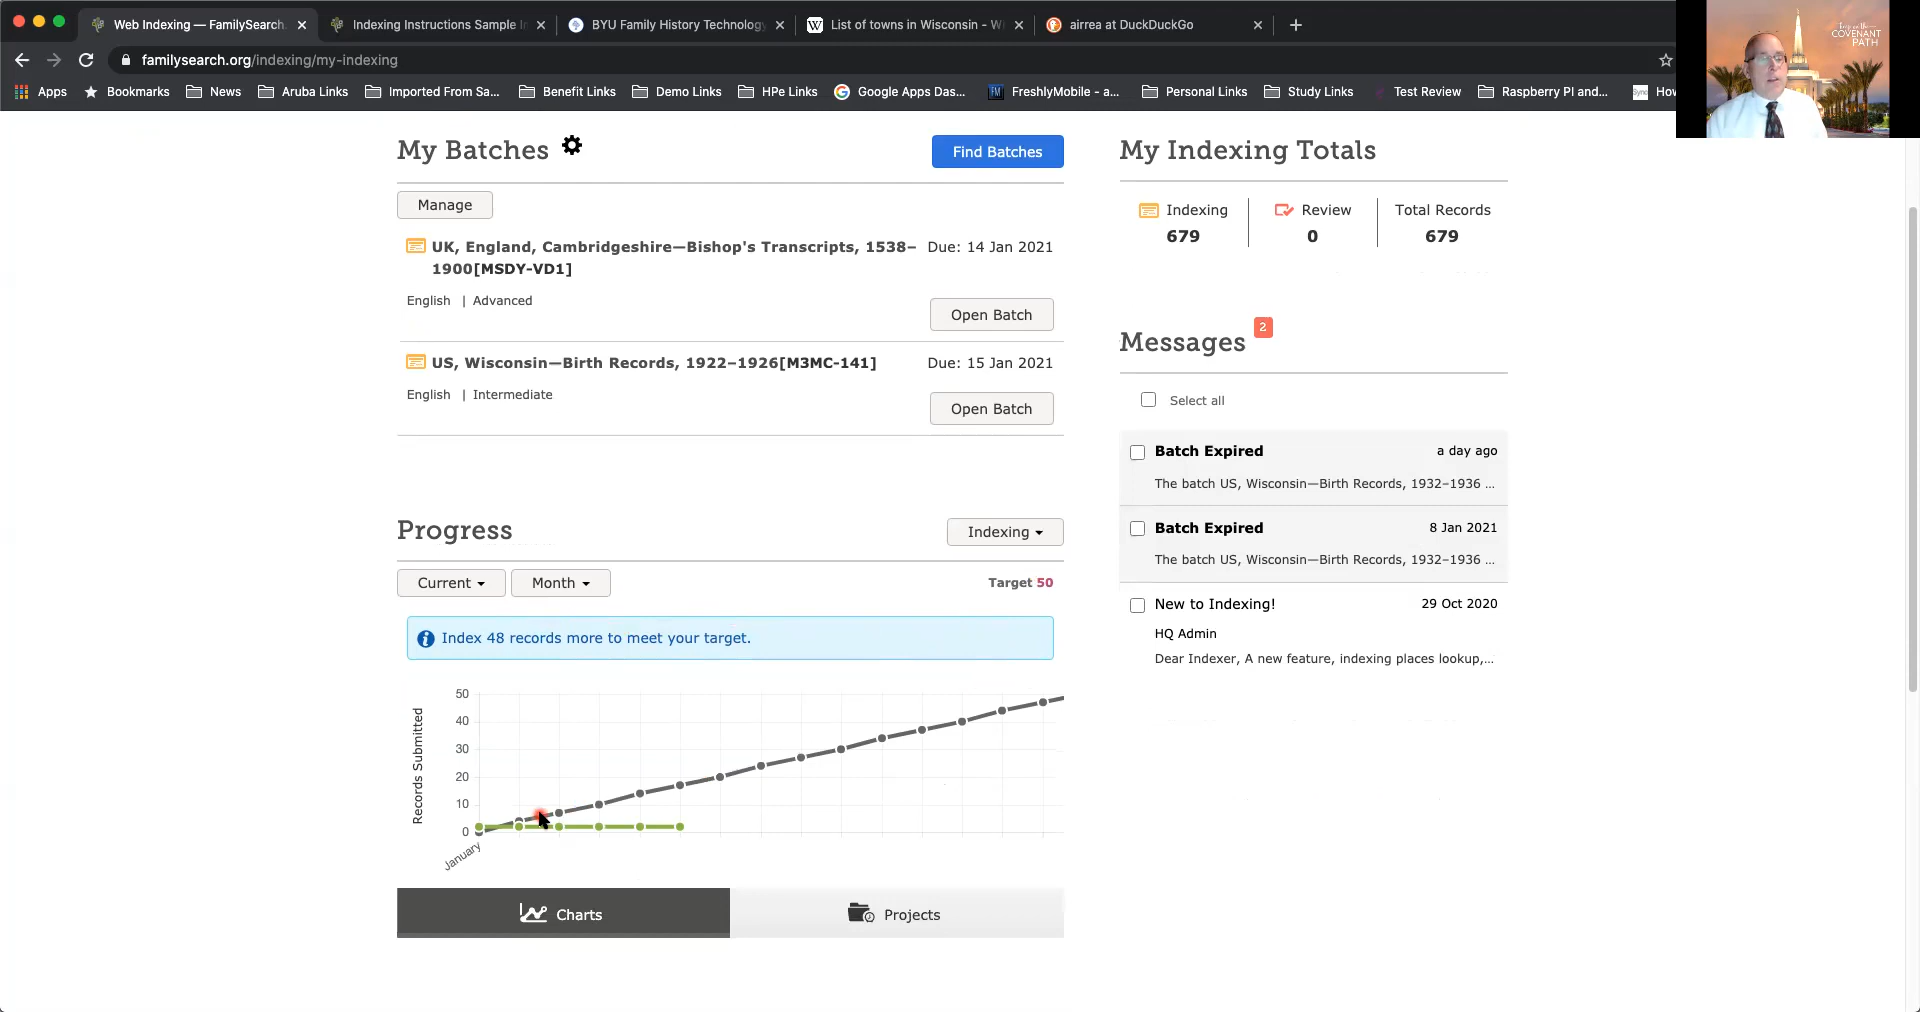 Web Indexing — FamilySearch
Indexing Instructions Sample I
BYU Family History Technology
List of towns in Wisconsin - W
airrea at DuckDuckGo
familysearch.org/indexing/my-indexing
Apps
Bookmarks
News
Aruba Links
Imported From Sa...
Benefit Links
Demo Links
HPe Links
Google Apps Das...
FM
FreshlyMobile - a...
Personal Links
Study Links
Test Review
Raspberry PI and...
Sync
How
COVENANT
PATH
My Batches
Find Batches
Manage
UK, England, Cambridgeshire—Bishop's Transcripts, 1538–
1900[MSDY-VD1]
Due: 14 Jan 2021
English | Advanced
Open Batch
US, Wisconsin—Birth Records, 1922–1926[M3MC-141]
Due: 15 Jan 2021
English | Intermediate
Open Batch
Progress
Indexing
Current
Month
Target 50
Index 48 records more to meet your target.
Records Submitted
50
40
30
20
10
0
January
Charts
Projects
My Indexing Totals
Indexing
679
Review
0
Total Records
679
Messages
2
Select all
Batch Expired
a day ago
The batch US, Wisconsin—Birth Records, 1932–1936 ...
Batch Expired
8 Jan 2021
The batch US, Wisconsin—Birth Records, 1932–1936 ...
New to Indexing!
29 Oct 2020
HQ Admin
Dear Indexer, A new feature, indexing places lookup,...